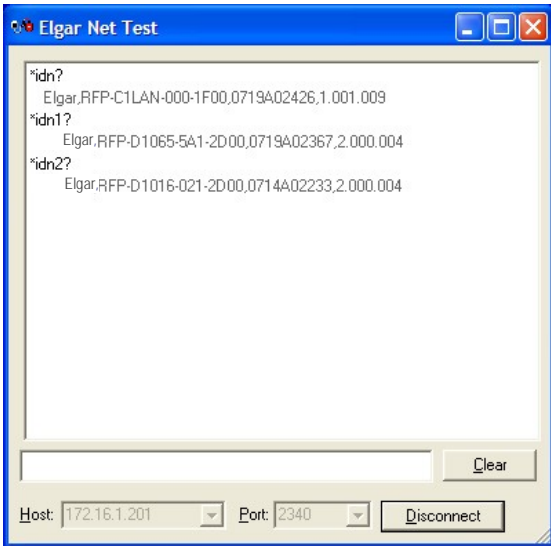 Elgar Net Test
*idn?
Elgar,RFP-C1LAN-000-1F00,0719A02426,1.001.009
*idn1?
Elgar,RFP-D1065-5A1-2D00,0719A02367,2.000.004
*idn2?
Elgar,RFP-D1016-021-2D00,0714A02233,2.000.004
Clear
Host: 172.16.1.201 Port: 2340 Disconnect